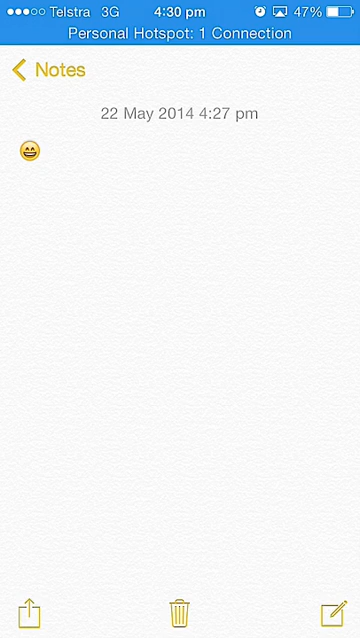 Telstra 3G 4:30 pm 47%
Personal Hotspot: 1 Connection
Notes
22 May 2014 4:27 pm
😄